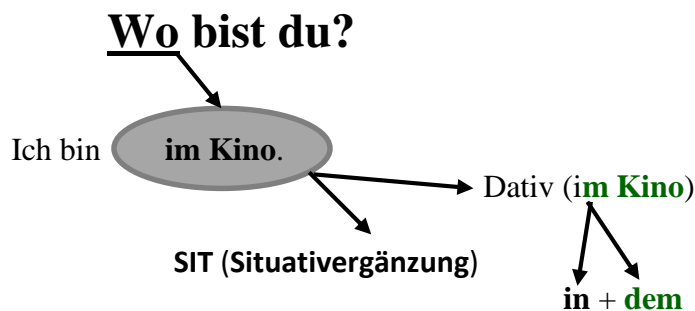 Wo bist du?
Ich bin im Kino.
Dativ (im Kino)
SIT (Situativergänzung)
in + dem